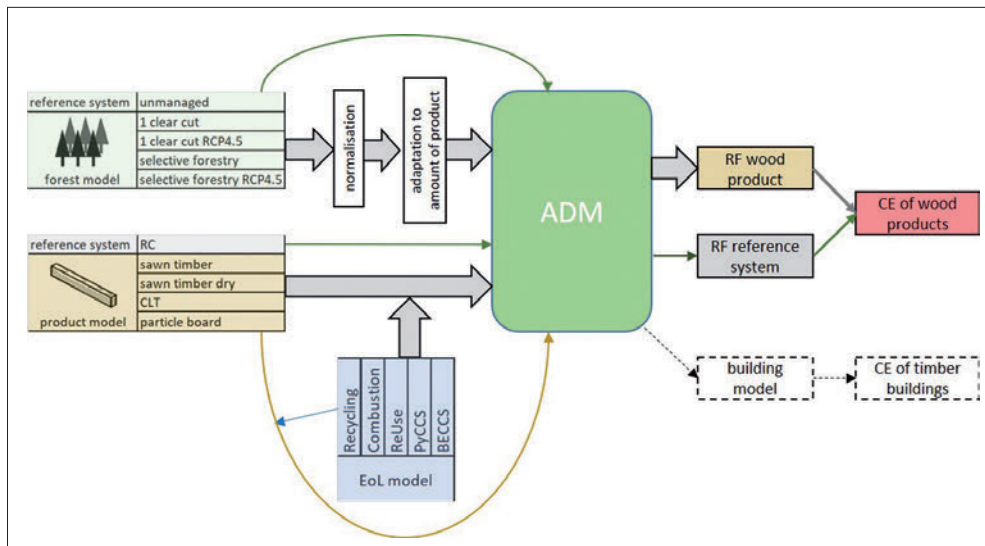 reference system
unmanaged
1 clear cut
1 clear cut RCP4.5
selective forestry
selective forestry RCP4.5
forest model
normalisation
adaptation to
amount of product
ADM
RF wood
product
CE of wood
products
reference system
RC
sawn timber
sawn timber dry
CLT
particle board
product model
RF reference
system
Recycling
Combustion
ReUse
PyCCS
BECCS
EoL model
building
model
CE of timber
buildings